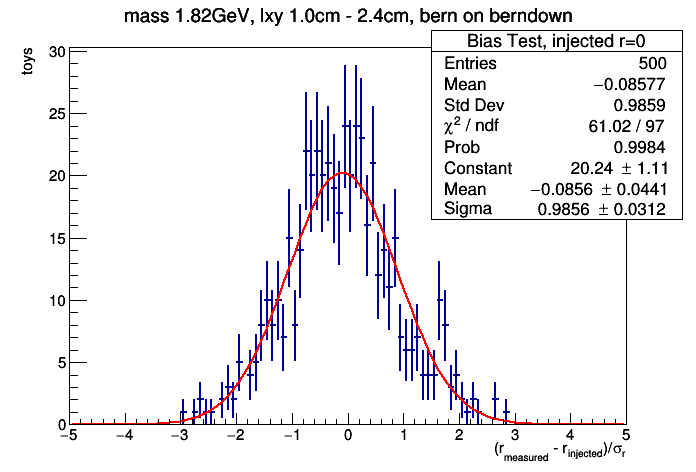 mass 1.82GeV, lxy 1.0cm - 2.4cm, bern on berndown
Bias Test, injected r=0
Entries 500
Mean −0.08577
Std Dev 0.9859
χ² / ndf 61.02 / 97
Prob 0.9984
Constant 20.24 ± 1.11
Mean −0.0856 ± 0.0441
Sigma 0.9856 ± 0.0312
toys
30
25
20
15
10
5
0
−5 −4 −3 −2 −1 0 1 2 3 4 5
(r_measured - r_injected)/σ_r